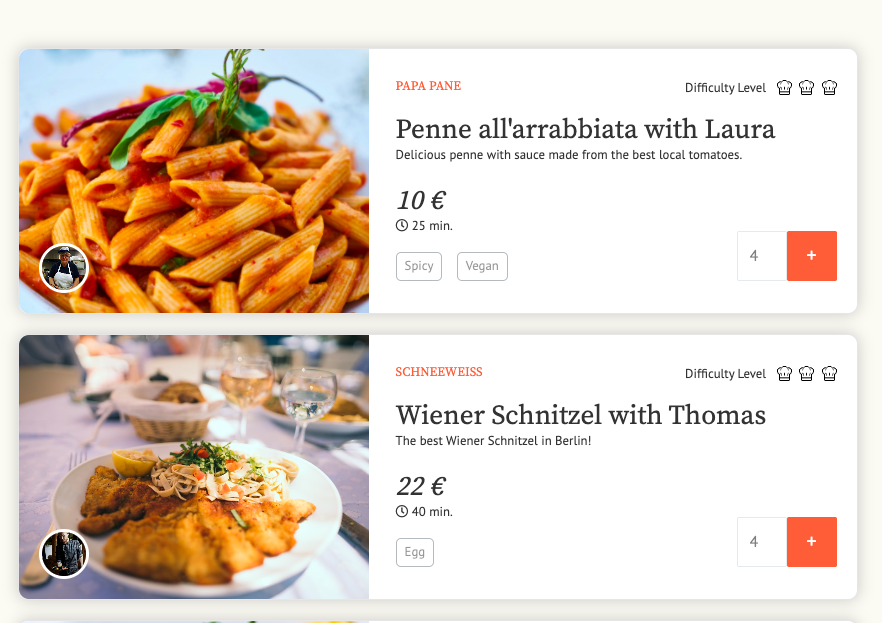 PAPA PANE
Difficulty Level
Penne all'arrabbiata with Laura
Delicious penne with sauce made from the best local tomatoes.
10 €
25 min.
Spicy
Vegan
4
+
SCHNEEWEISS
Difficulty Level
Wiener Schnitzel with Thomas
The best Wiener Schnitzel in Berlin!
22 €
40 min.
Egg
4
+